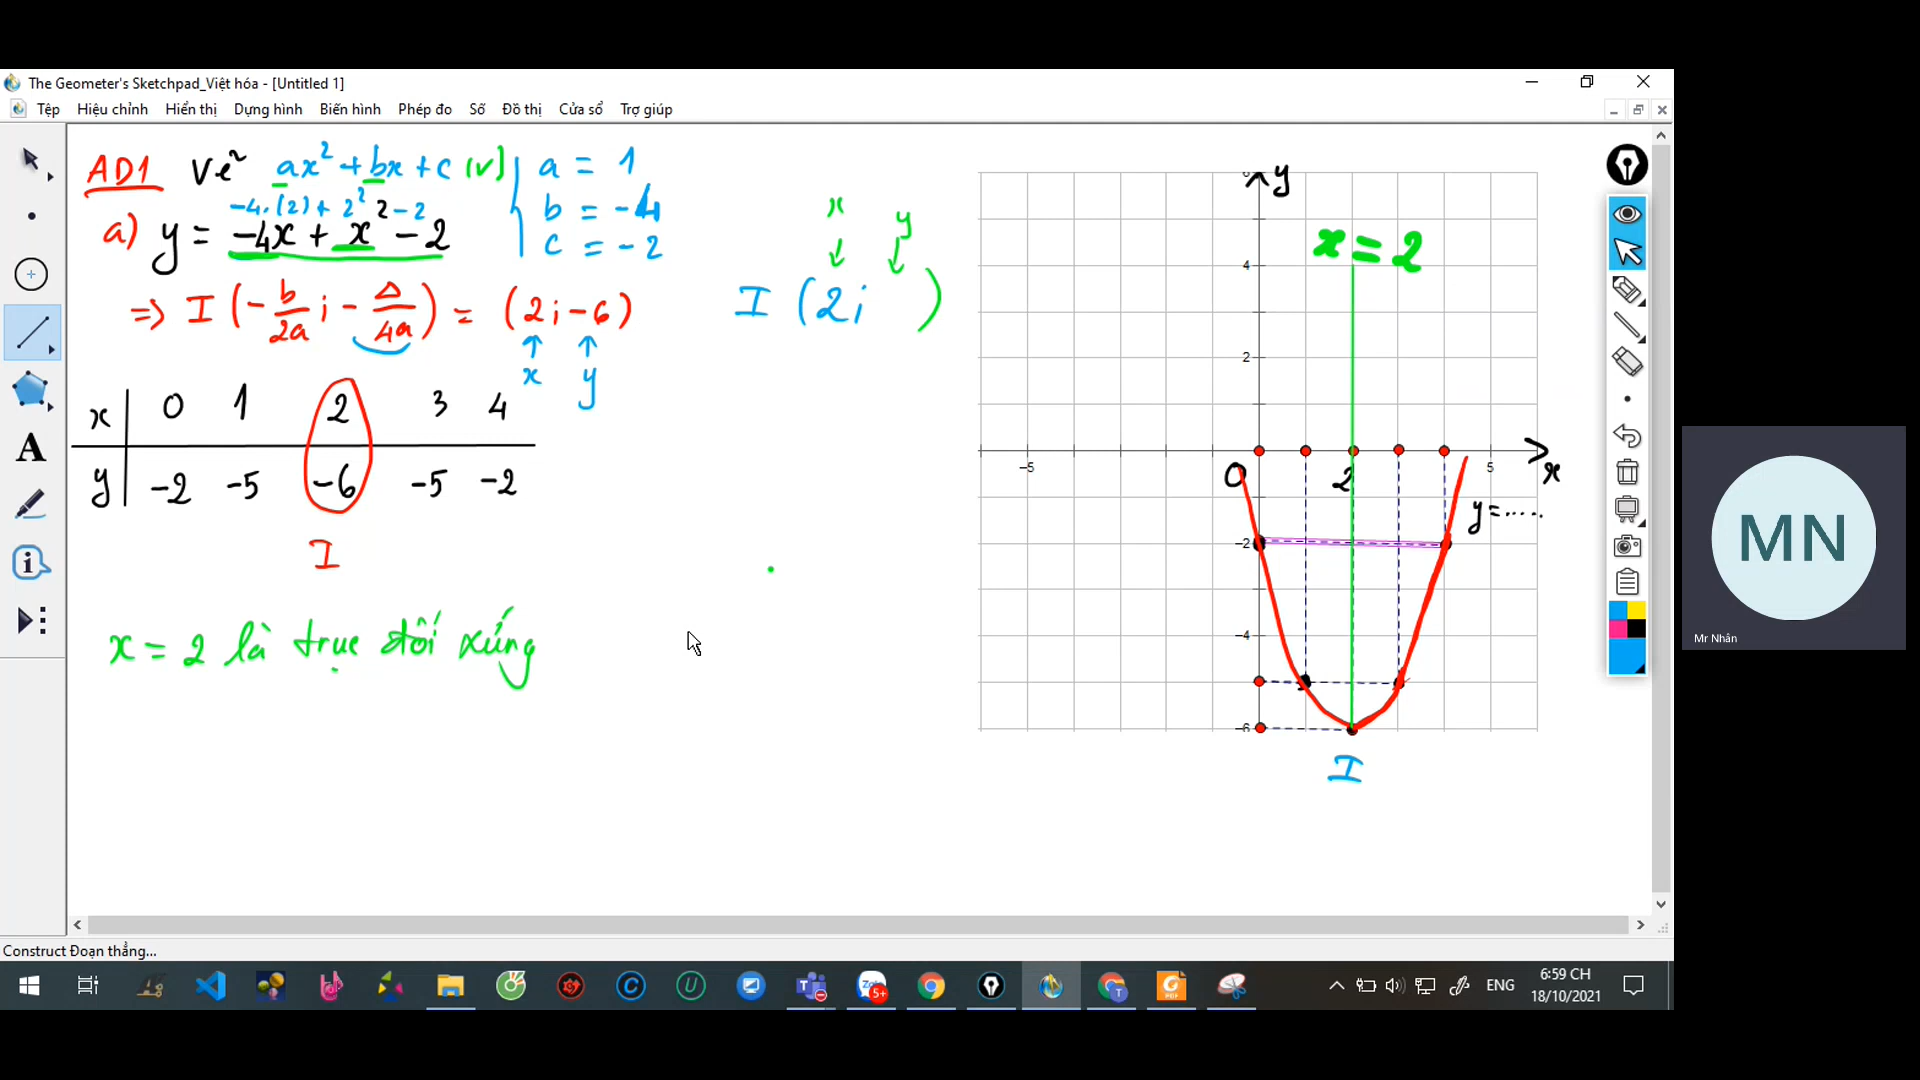 The Geometer's Sketchpad_Việt hóa - [Untitled 1]
Tệp Hiệu chỉnh Hiển thị Dựng hình Biến hình Phép đo Số Đồ thị Cửa sổ Trợ giúp
AD1 Vẽ ax² + bx + c (V) a = 1
-4.(2) + 2² - 2 b = -4
a) y = -4x + x² - 2 c = -2
=> I (-b/2a ; -Δ/4a) = (2; -6)
x y
x y
I (2; )
x 0 1 2 3 4
y -2 -5 -6 -5 -2
I
x = 2 là trục đối xứng
y
x = 2
4
2
-5 O 2 5 x
y = .....
-2
-4
-6
I
MN
Mr Nhân
Construct Đoạn thẳng...
5+
ENG
6:59 CH
18/10/2021